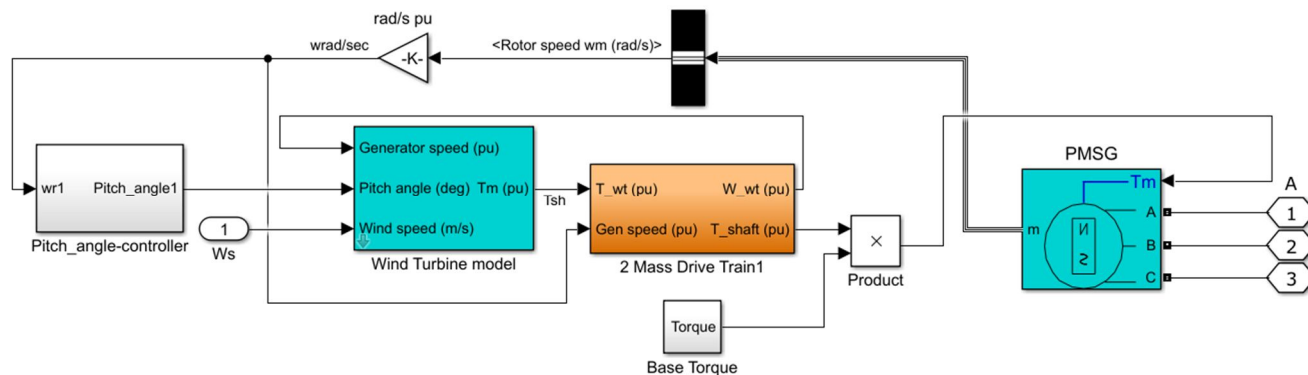 rad/s pu
wrad/sec
-K-
<Rotor speed wm (rad/s)>
wr1
Pitch_angle1
Pitch_angle-controller
1
Ws
Generator speed (pu)
Pitch angle (deg)
Tm (pu)
Wind speed (m/s)
Wind Turbine model
Tsh
T_wt (pu)
W_wt (pu)
Gen speed (pu)
T_shaft (pu)
2 Mass Drive Train1
×
Product
Torque
Base Torque
PMSG
Tm
m
N
S
A
B
C
A
1
2
3